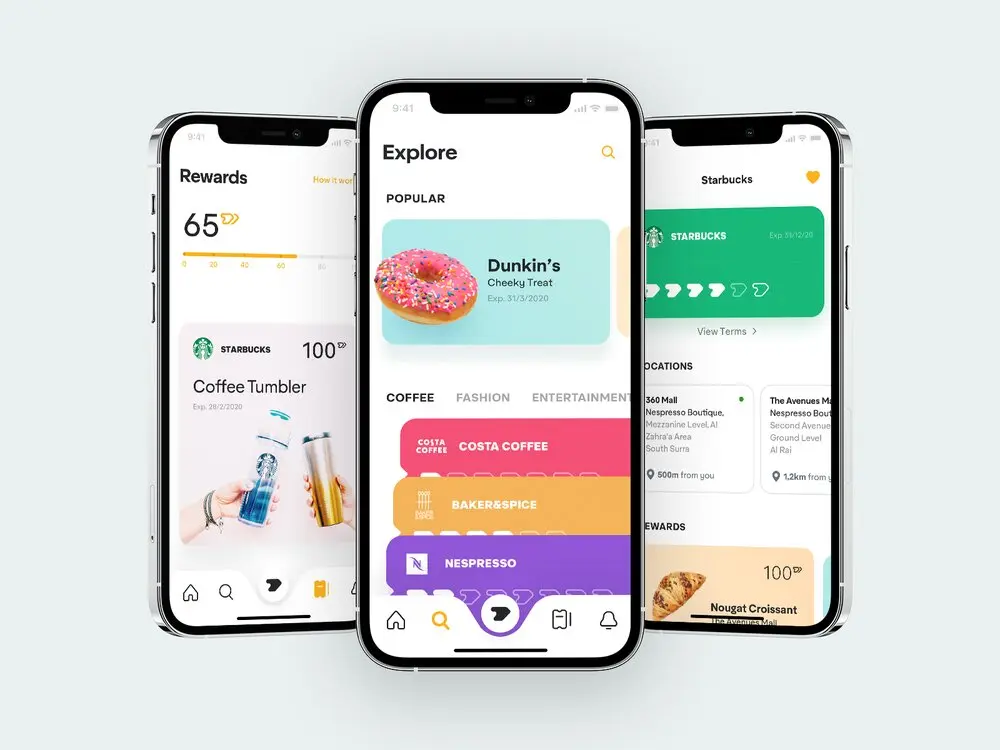 9:41
Rewards
How it wor
65
0 20 40 60 80
STARBUCKS
100
Coffee Tumbler
Exp. 28/2/2020
9:41
Explore
POPULAR
Dunkin's
Cheeky Treat
Exp. 31/3/2020
COFFEE FASHION ENTERTAINMENT
COSTA
COFFEE
COSTA COFFEE
BAKER&SPICE
NESPRESSO
:41
Starbucks
STARBUCKS
Exp. 31/12/20
View Terms
OCATIONS
360 Mall
Nespresso Boutique,
Mezzanine Level, Al
Zahra'a Area
South Surra
500m from you
The Avenues Ma
Nespresso Bout
Second Avenue
Ground Level
Al Rai
1,2km from y
EWARDS
100
Nougat Croissant
The Avenues Mall